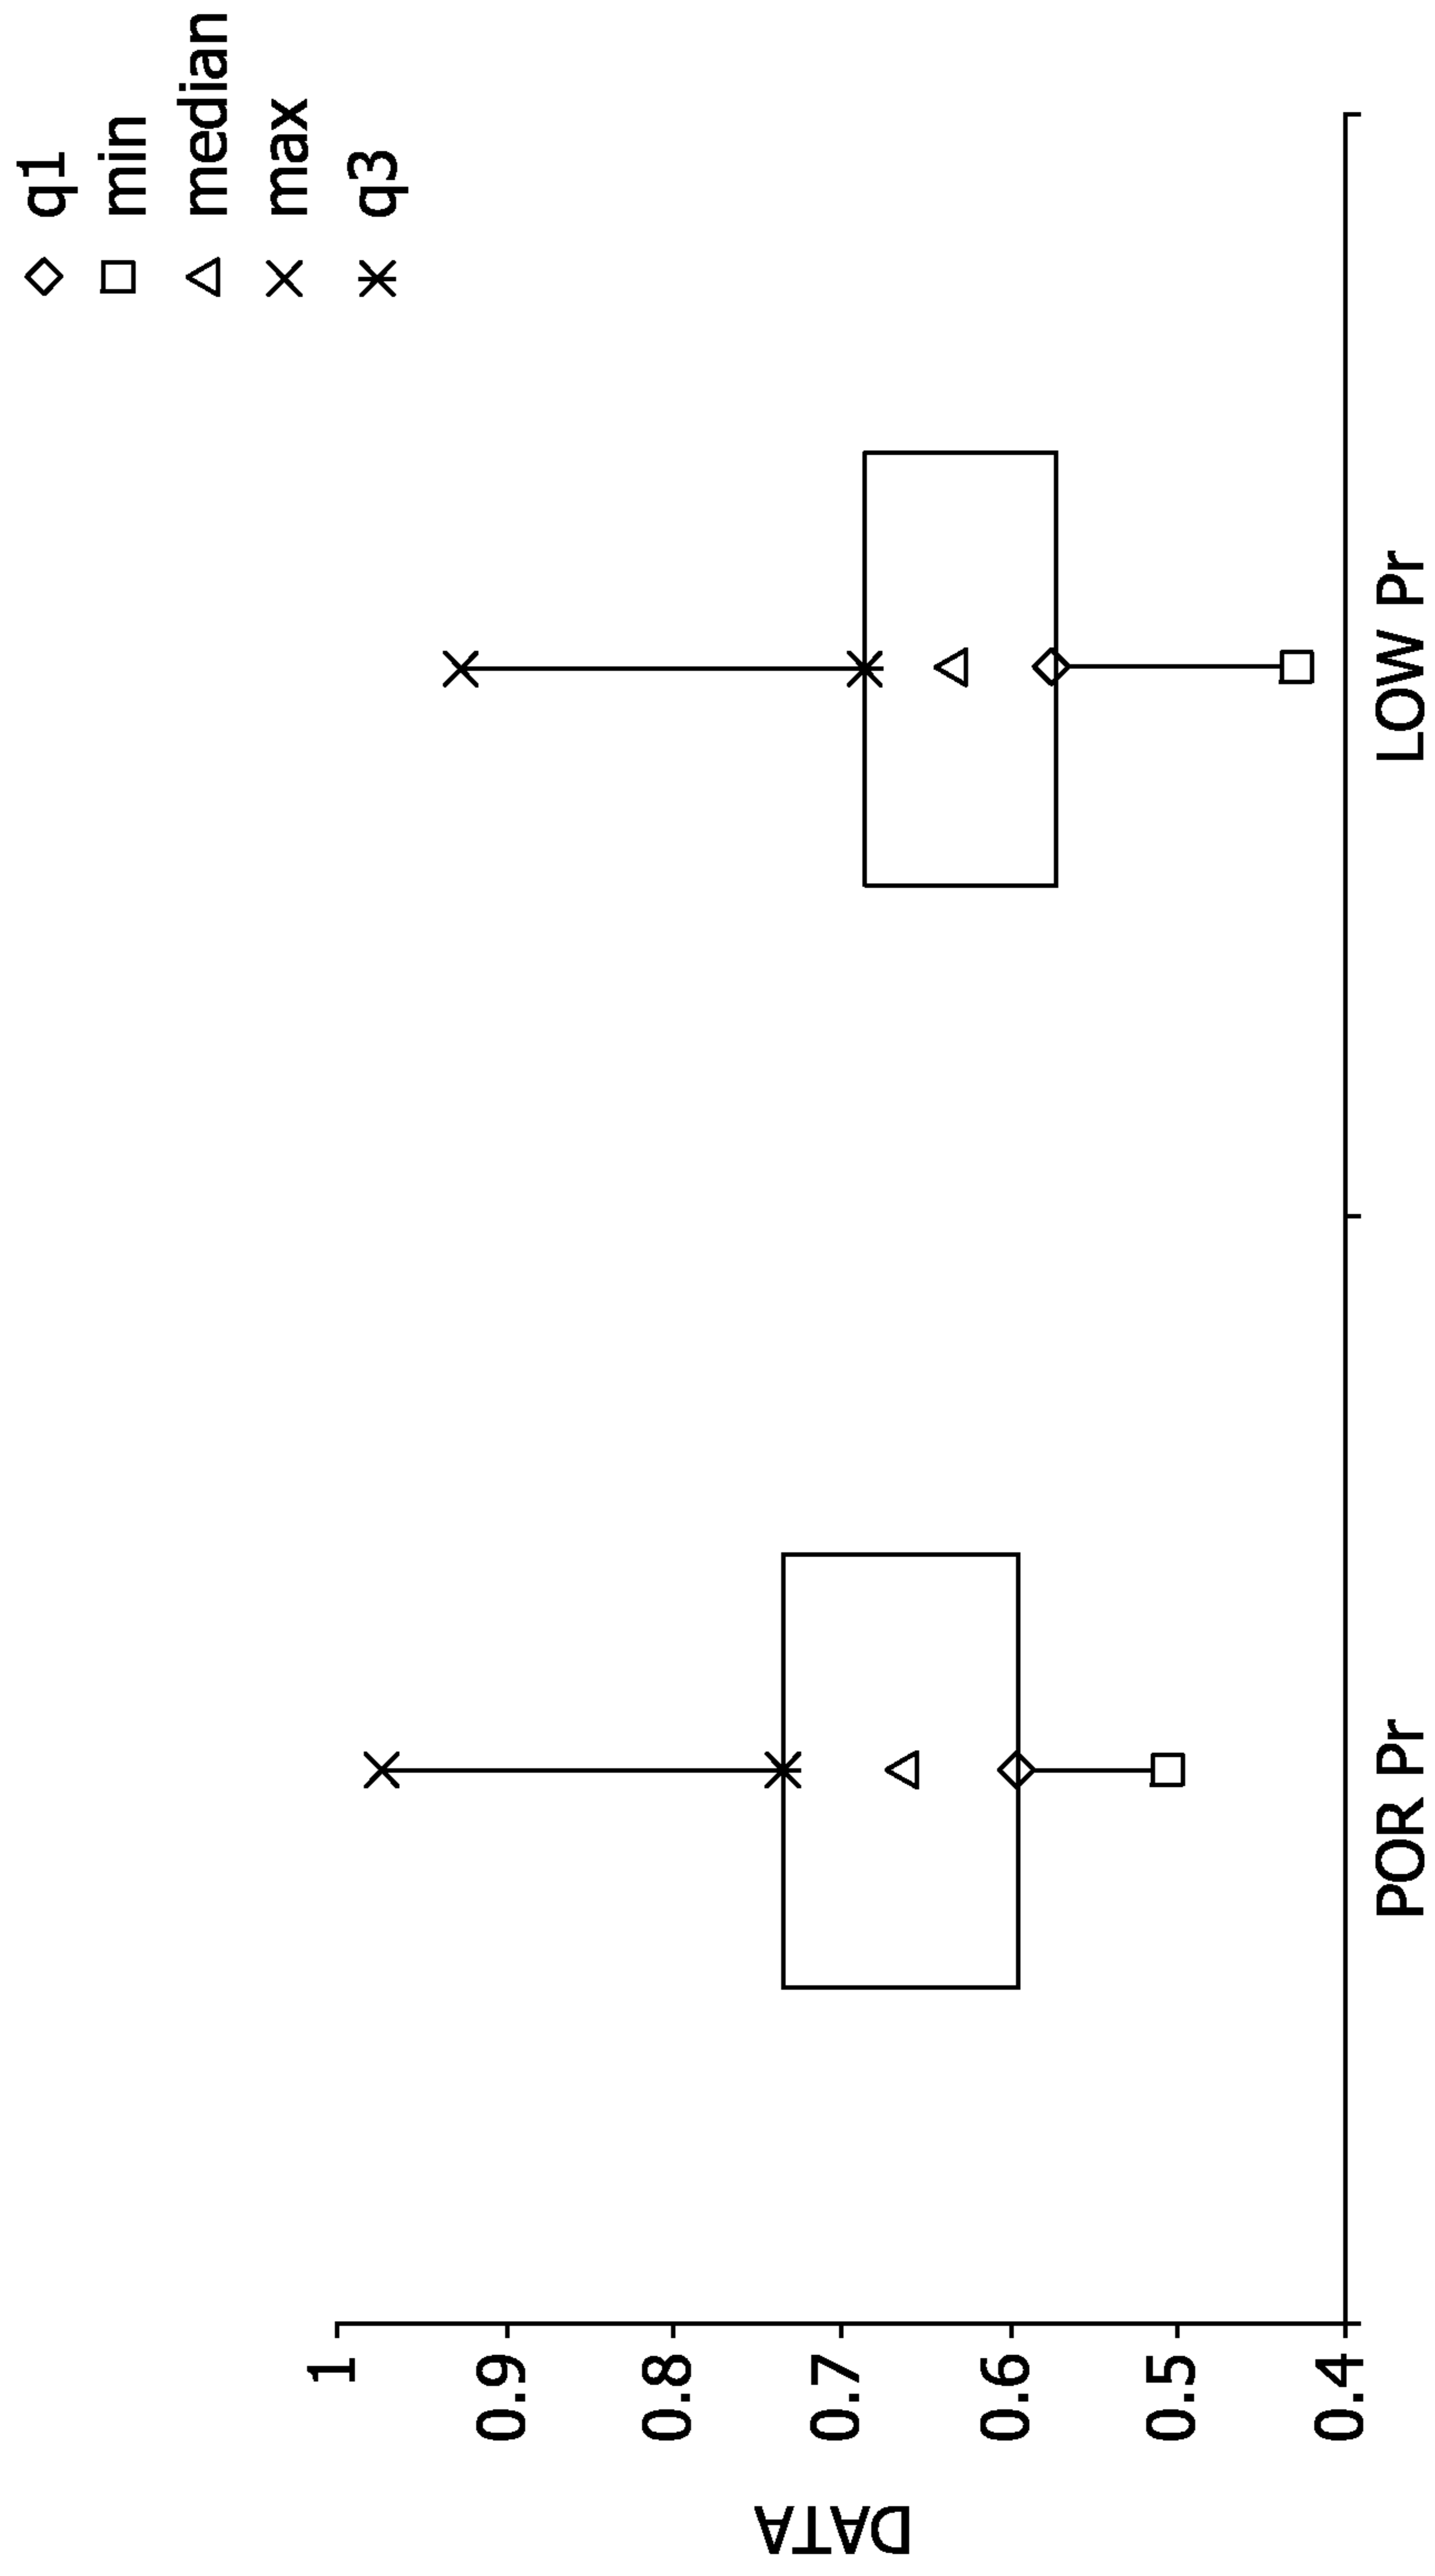 q1
min
median
max
q3
DATA
1
0.9
0.8
0.7
0.6
0.5
0.4
POR Pr
LOW Pr